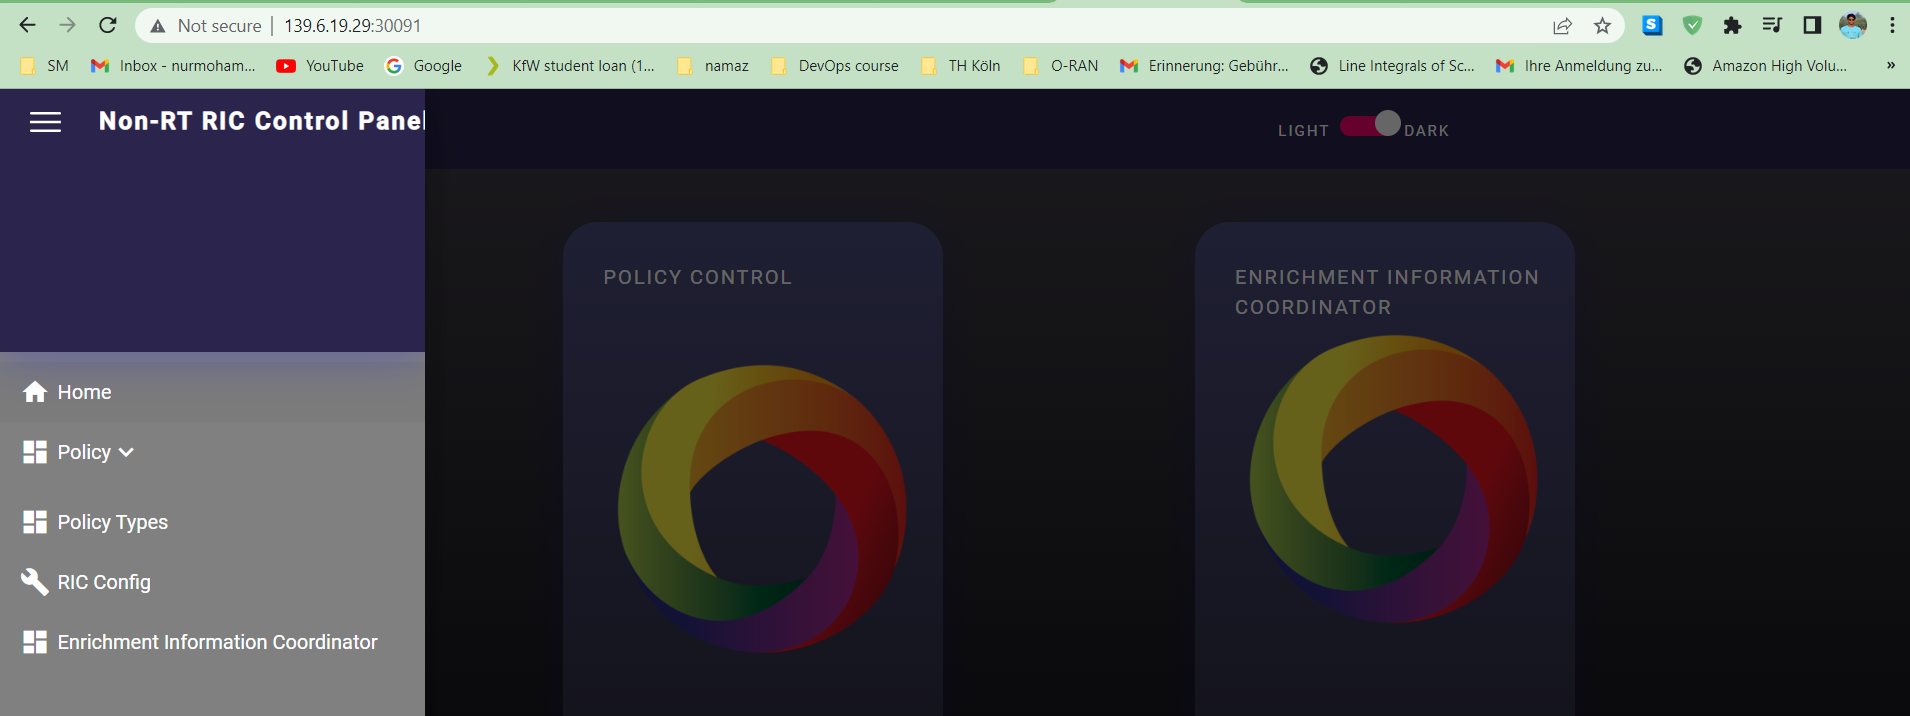 Not secure | 139.6.19.29:30091
SM Inbox - nurmoham... YouTube Google KfW student loan (1... namaz DevOps course TH Köln O-RAN Erinnerung: Gebühr... Line Integrals of Sc... Ihre Anmeldung zu... Amazon High Volu... »
Non-RT RIC Control Panel
LIGHT DARK
Home
Policy
Policy Types
RIC Config
Enrichment Information Coordinator
POLICY CONTROL
ENRICHMENT INFORMATION
COORDINATOR